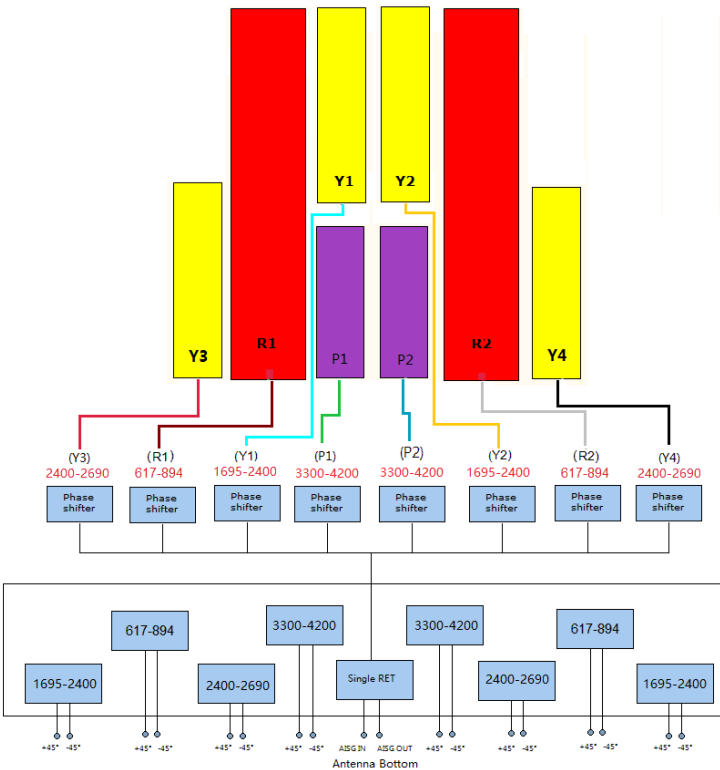 Y1
Y2
R1
R2
Y3
P1
P2
Y4
(Y3)
(R1)
(Y1)
(P1)
(P2)
(Y2)
(R2)
(Y4)
2400-2690
617-894
1695-2400
3300-4200
3300-4200
1695-2400
617-894
2400-2690
Phase
shifter
Phase
shifter
Phase
shifter
Phase
shifter
Phase
shifter
Phase
shifter
Phase
shifter
Phase
shifter
617-894
3300-4200
3300-4200
617-894
1695-2400
2400-2690
Single RET
2400-2690
1695-2400
+45° -45°
+45° -45°
+45° -45°
+45° -45°
AISG IN
AISG OUT
+45° -45°
+45° -45°
+45° -45°
+45° -45°
Antenna Bottom